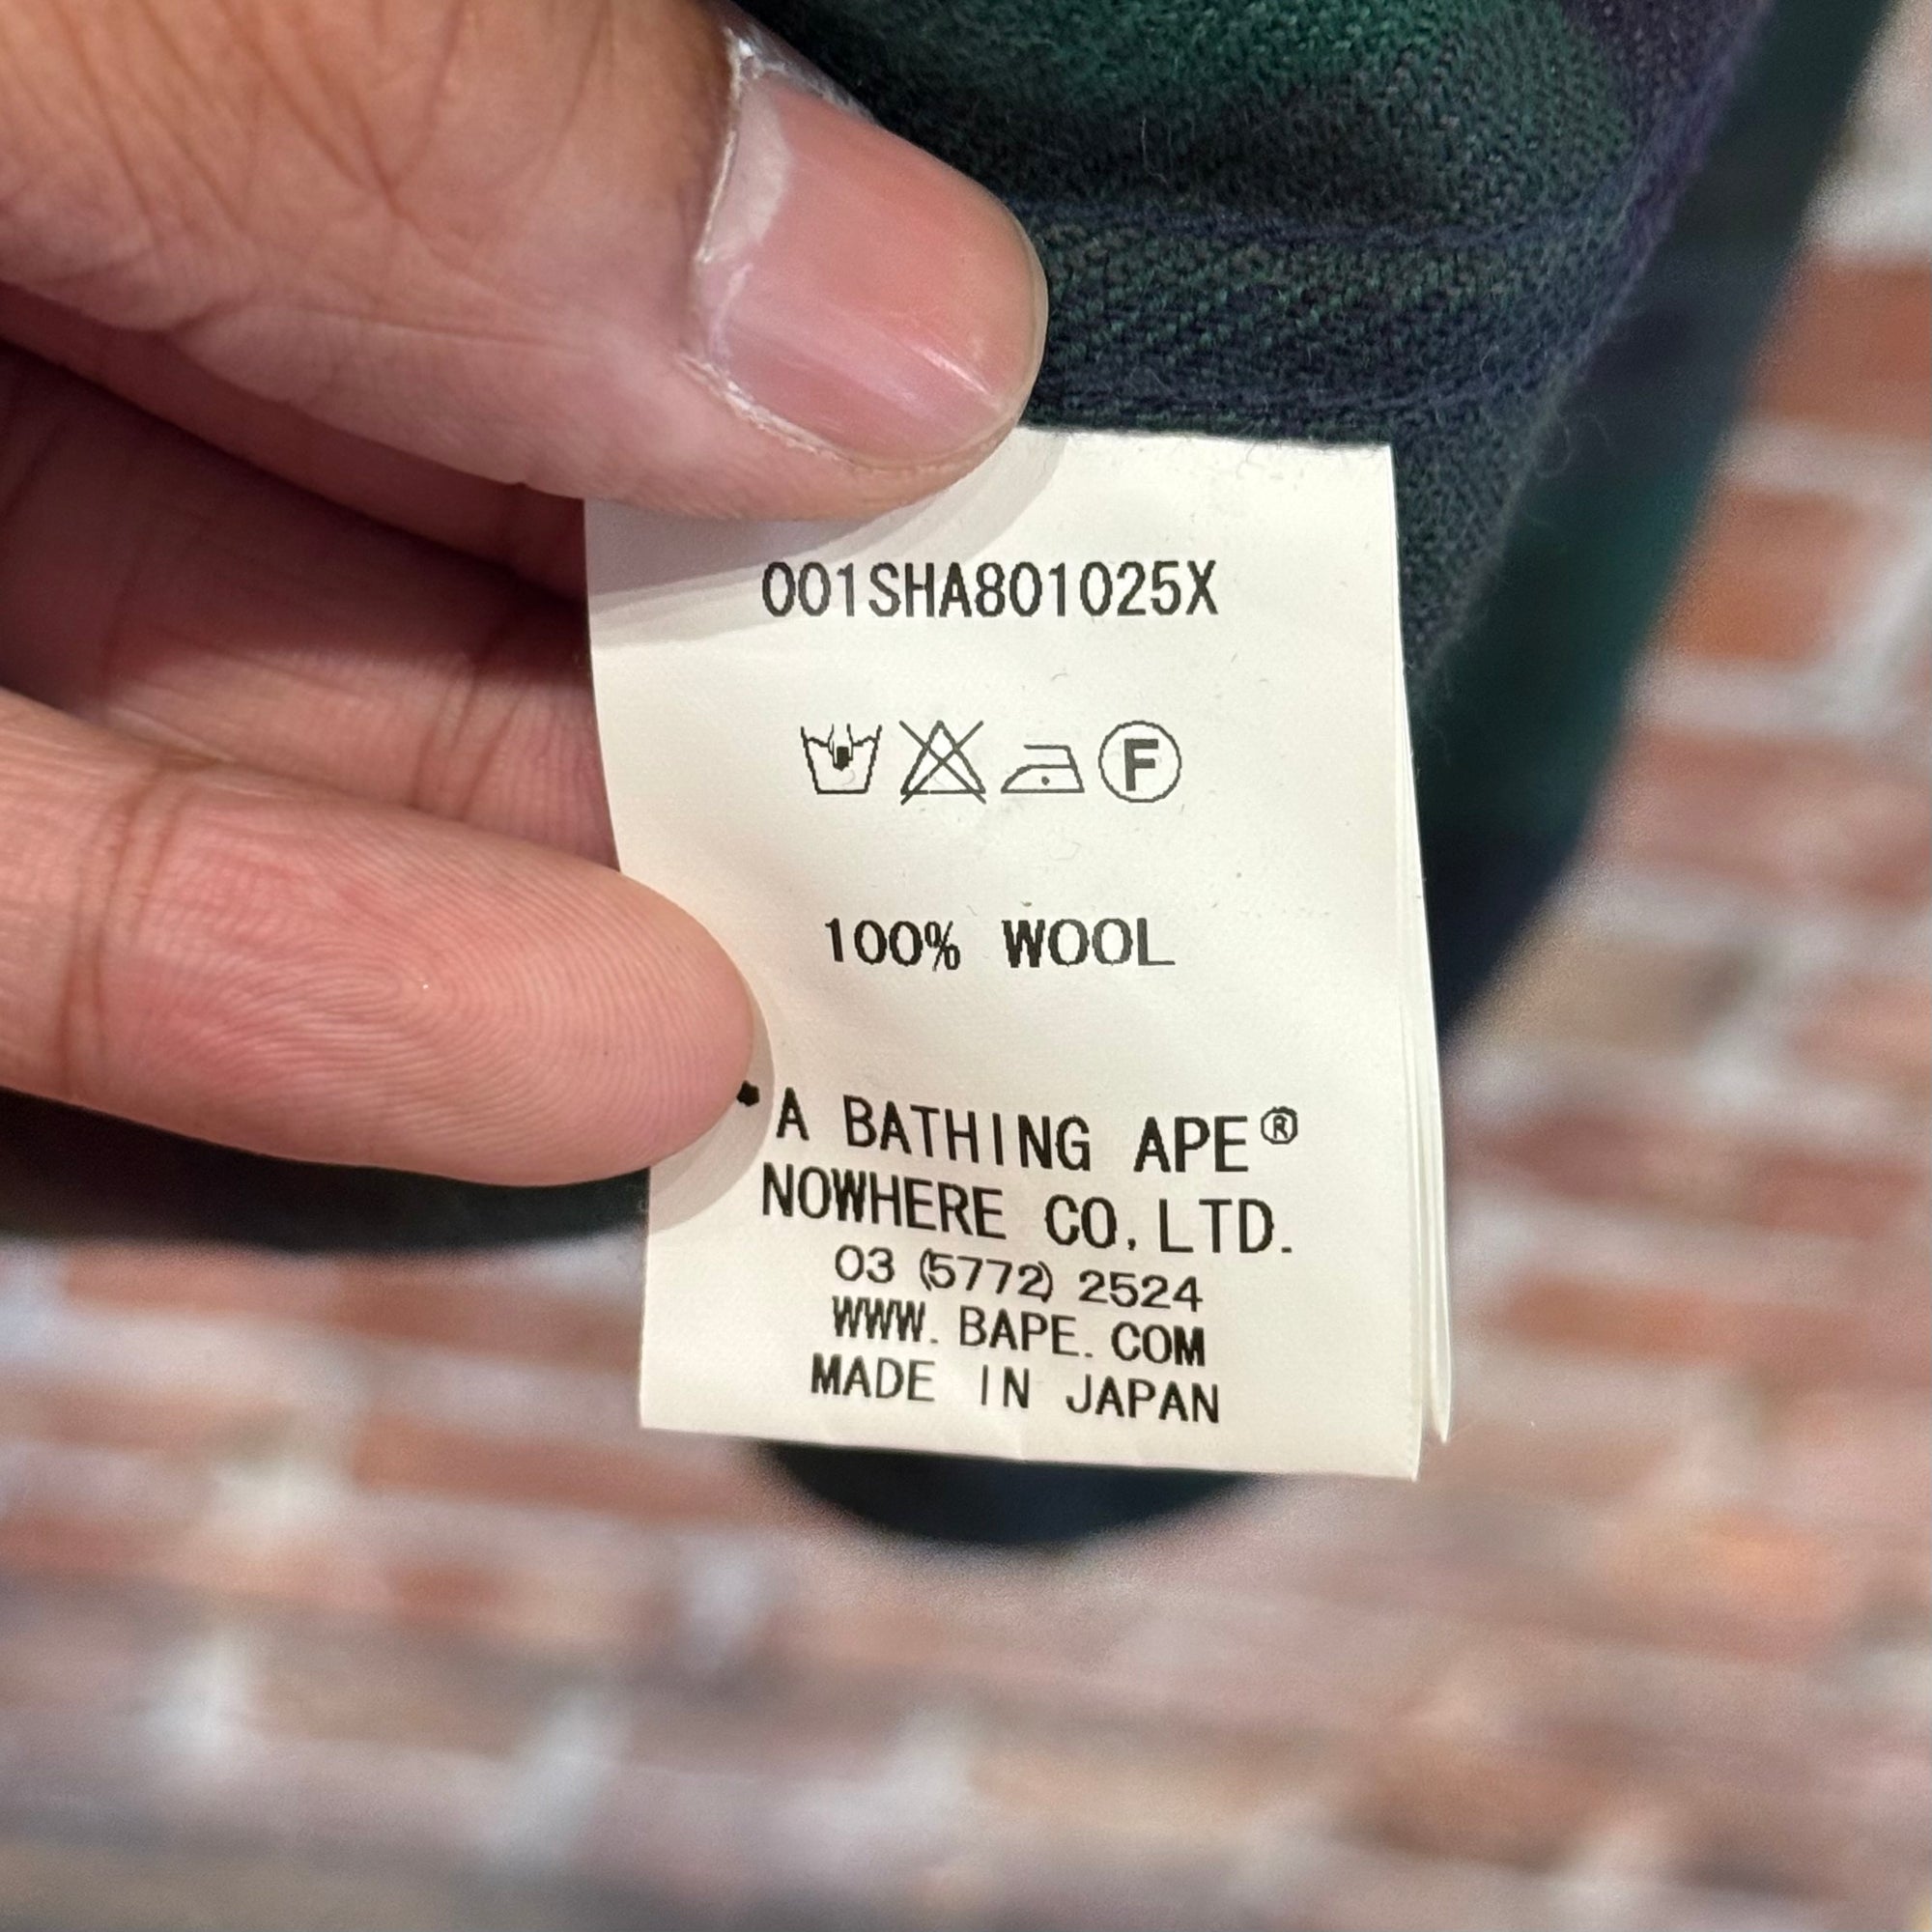 001SHA801025X
F
100% WOOL
A BATHING APE®
NOWHERE CO, LTD.
03 (5772) 2524
WWW. BAPE. COM
MADE IN JAPAN